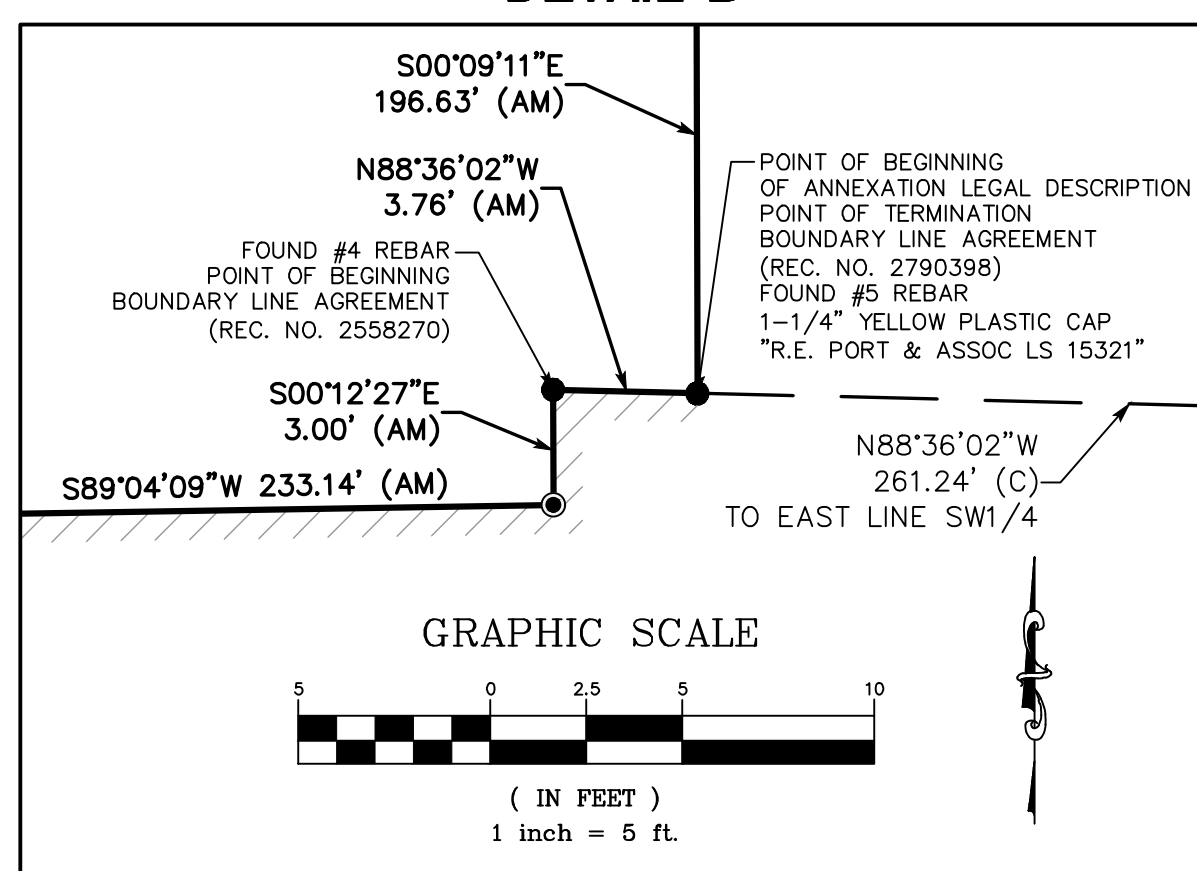 S00°09'11"E
196.63' (AM)
N88°36'02"W
3.76' (AM)
FOUND #4 REBAR
POINT OF BEGINNING
BOUNDARY LINE AGREEMENT
(REC. NO. 2558270)
POINT OF BEGINNING
OF ANNEXATION LEGAL DESCRIPTION
POINT OF TERMINATION
BOUNDARY LINE AGREEMENT
(REC. NO. 2790398)
FOUND #5 REBAR
1-1/4" YELLOW PLASTIC CAP
"R.E. PORT & ASSOC LS 15321"
S00°12'27"E
3.00' (AM)
S89°04'09"W 233.14' (AM)
N88°36'02"W
261.24' (C)
TO EAST LINE SW1/4
GRAPHIC SCALE
5 0 2.5 5 10
( IN FEET )
1 inch = 5 ft.